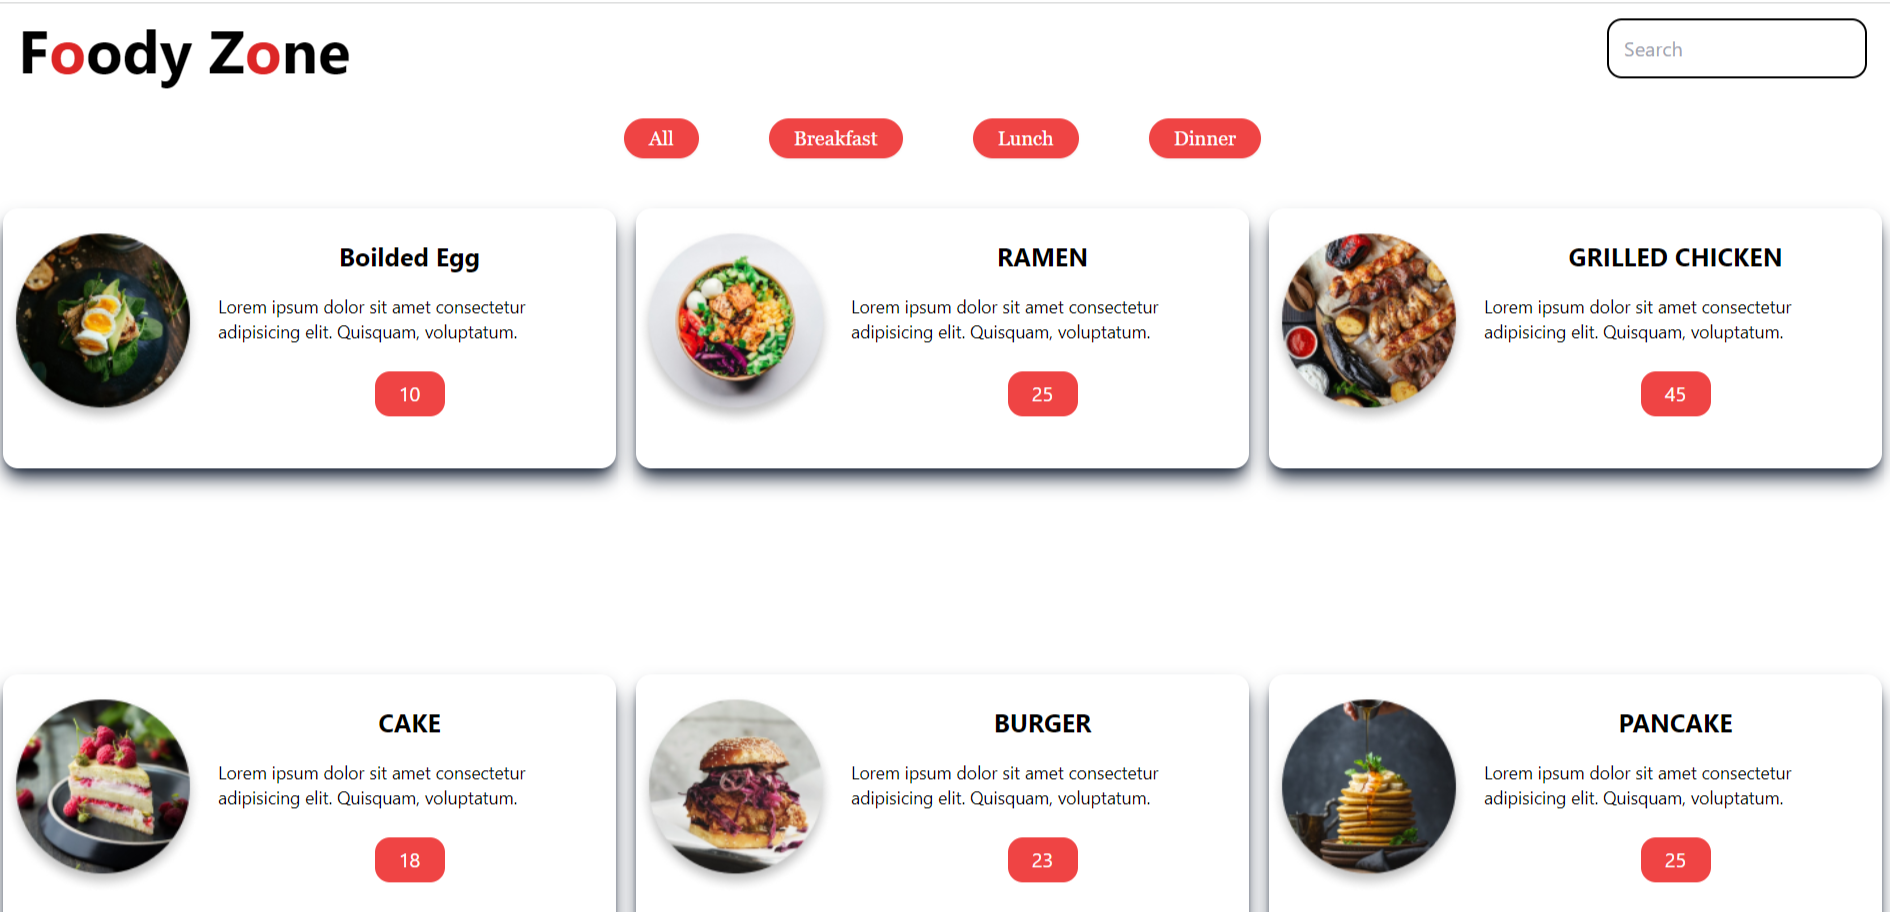 Foody Zone
Search
All
Breakfast
Lunch
Dinner
Boilded Egg
Lorem ipsum dolor sit amet consectetur
adipisicing elit. Quisquam, voluptatum.
10
RAMEN
Lorem ipsum dolor sit amet consectetur
adipisicing elit. Quisquam, voluptatum.
25
GRILLED CHICKEN
Lorem ipsum dolor sit amet consectetur
adipisicing elit. Quisquam, voluptatum.
45
CAKE
Lorem ipsum dolor sit amet consectetur
adipisicing elit. Quisquam, voluptatum.
18
BURGER
Lorem ipsum dolor sit amet consectetur
adipisicing elit. Quisquam, voluptatum.
23
PANCAKE
Lorem ipsum dolor sit amet consectetur
adipisicing elit. Quisquam, voluptatum.
25